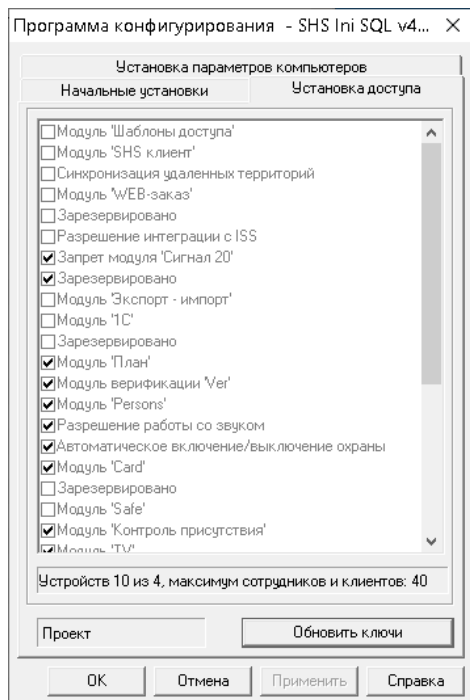 Программа конфигурирования - SHS Ini SQL v4...
Установка параметров компьютеров
Начальные установки
Установка доступа
Модуль 'Шаблоны доступа'
Модуль 'SHS клиент'
Синхронизация удаленных территорий
Модуль 'WEB-заказ'
Зарезервировано
Разрешение интеграции с ISS
Запрет модуля 'Сигнал 20'
Зарезервировано
Модуль 'Экспорт - импорт'
Модуль '1С'
Зарезервировано
Модуль 'План'
Модуль верификации 'Ver'
Модуль 'Persons'
Разрешение работы со звуком
Автоматическое включение/выключение охраны
Модуль 'Card'
Зарезервировано
Модуль 'Safe'
Модуль 'Контроль присутствия'
Модуль 'TV'
Устройств 10 из 4, максимум сотрудников и клиентов: 40
Проект
Обновить ключи
OK
Отмена
Применить
Справка